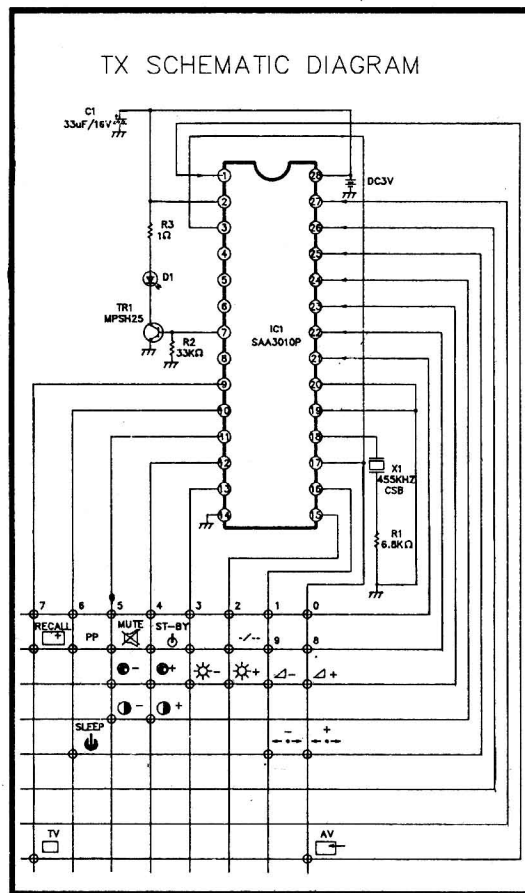 TX SCHEMATIC DIAGRAM
C1
33uF/16V
DC3V
R3
1Ω
D1
TR1
MPSH25
R2
33KΩ
IC1
SAA3010P
1
2
3
4
5
6
7
8
9
10
11
12
13
14
28
27
26
25
24
23
22
21
20
19
18
17
16
15
X1
455KHZ
CSB
R1
6.8KΩ
7 6 5 4 3 2 1 0
RECALL + PP MUTE ST-BY -/-- 9 8
- + - + - +
- +
SLEEP - +
TV AV